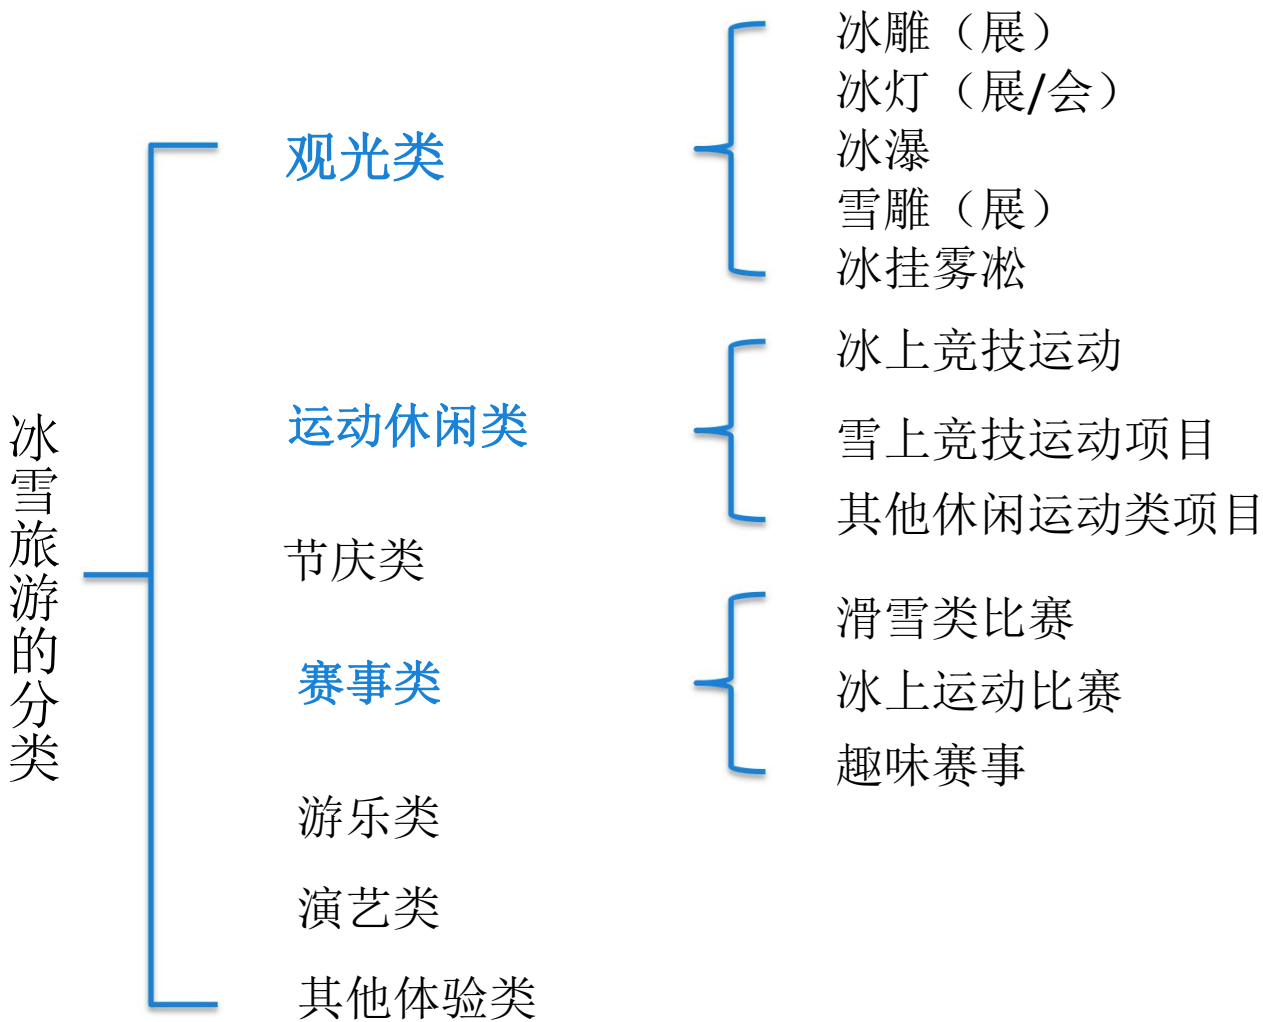 冰雪旅游的分类
观光类
冰雕（展）
冰灯（展/会）
冰瀑
雪雕（展）
冰挂雾凇
运动休闲类
冰上竞技运动
雪上竞技运动项目
其他休闲运动类项目
节庆类
赛事类
滑雪类比赛
冰上运动比赛
趣味赛事
游乐类
演艺类
其他体验类